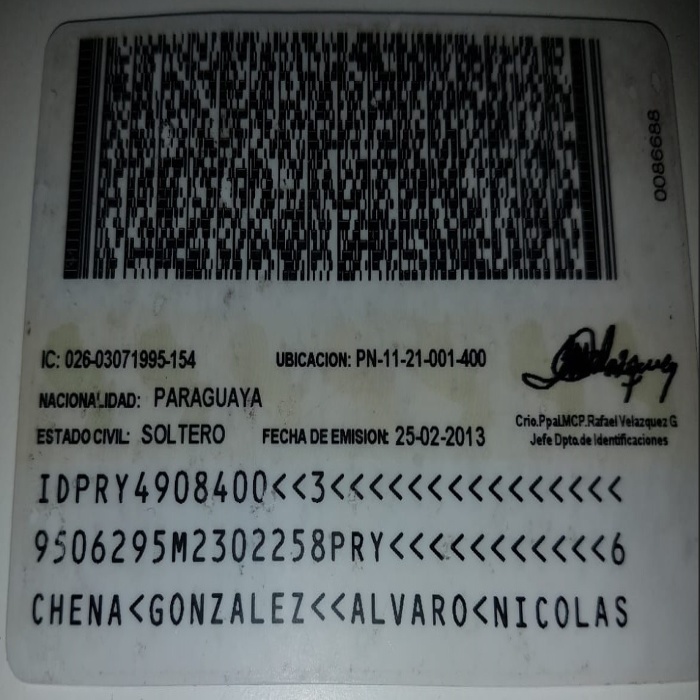 0086688
IC: 026-03071995-154 UBICACION: PN-11-21-001-400
NACIONALIDAD: PARAGUAYA
ESTADO CIVIL: SOLTERO FECHA DE EMISION: 25-02-2013
Crio.Ppal.MCP.Rafael Velazquez G
Jefe Dpto.de Identificaciones
IDPRY4908400<<3<<<<<<<<<<<<<<<
9506295M2302258PRY<<<<<<<<<<<6
CHENA<GONZALEZ<<ALVARO<NICOLAS